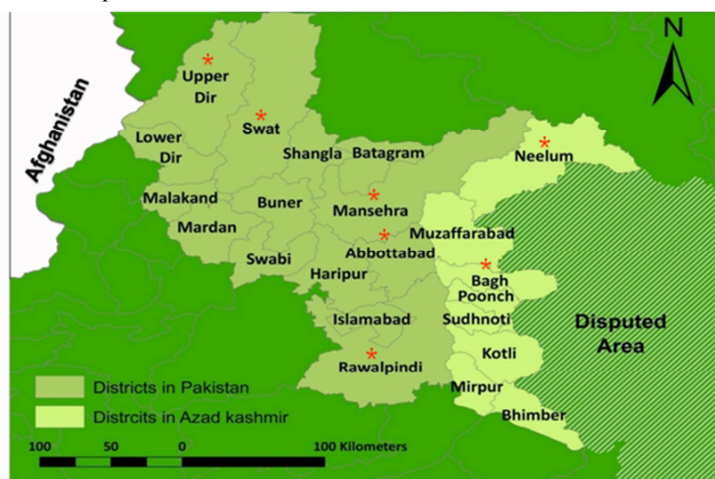 N
Afghanistan
Upper
Dir
Swat
Lower
Dir
Shangla
Batagram
Neelum
Malakand
Buner
Mansehra
Mardan
Muzaffarabad
Abbottabad
Swabi
Haripur
Bagh
Poonch
Islamabad
Sudhnoti
Disputed
Area
Rawalpindi
Kotli
Mirpur
Bhimber
Districts in Pakistan
Distrcits in Azad kashmir
100 50 0 100 Kilometers